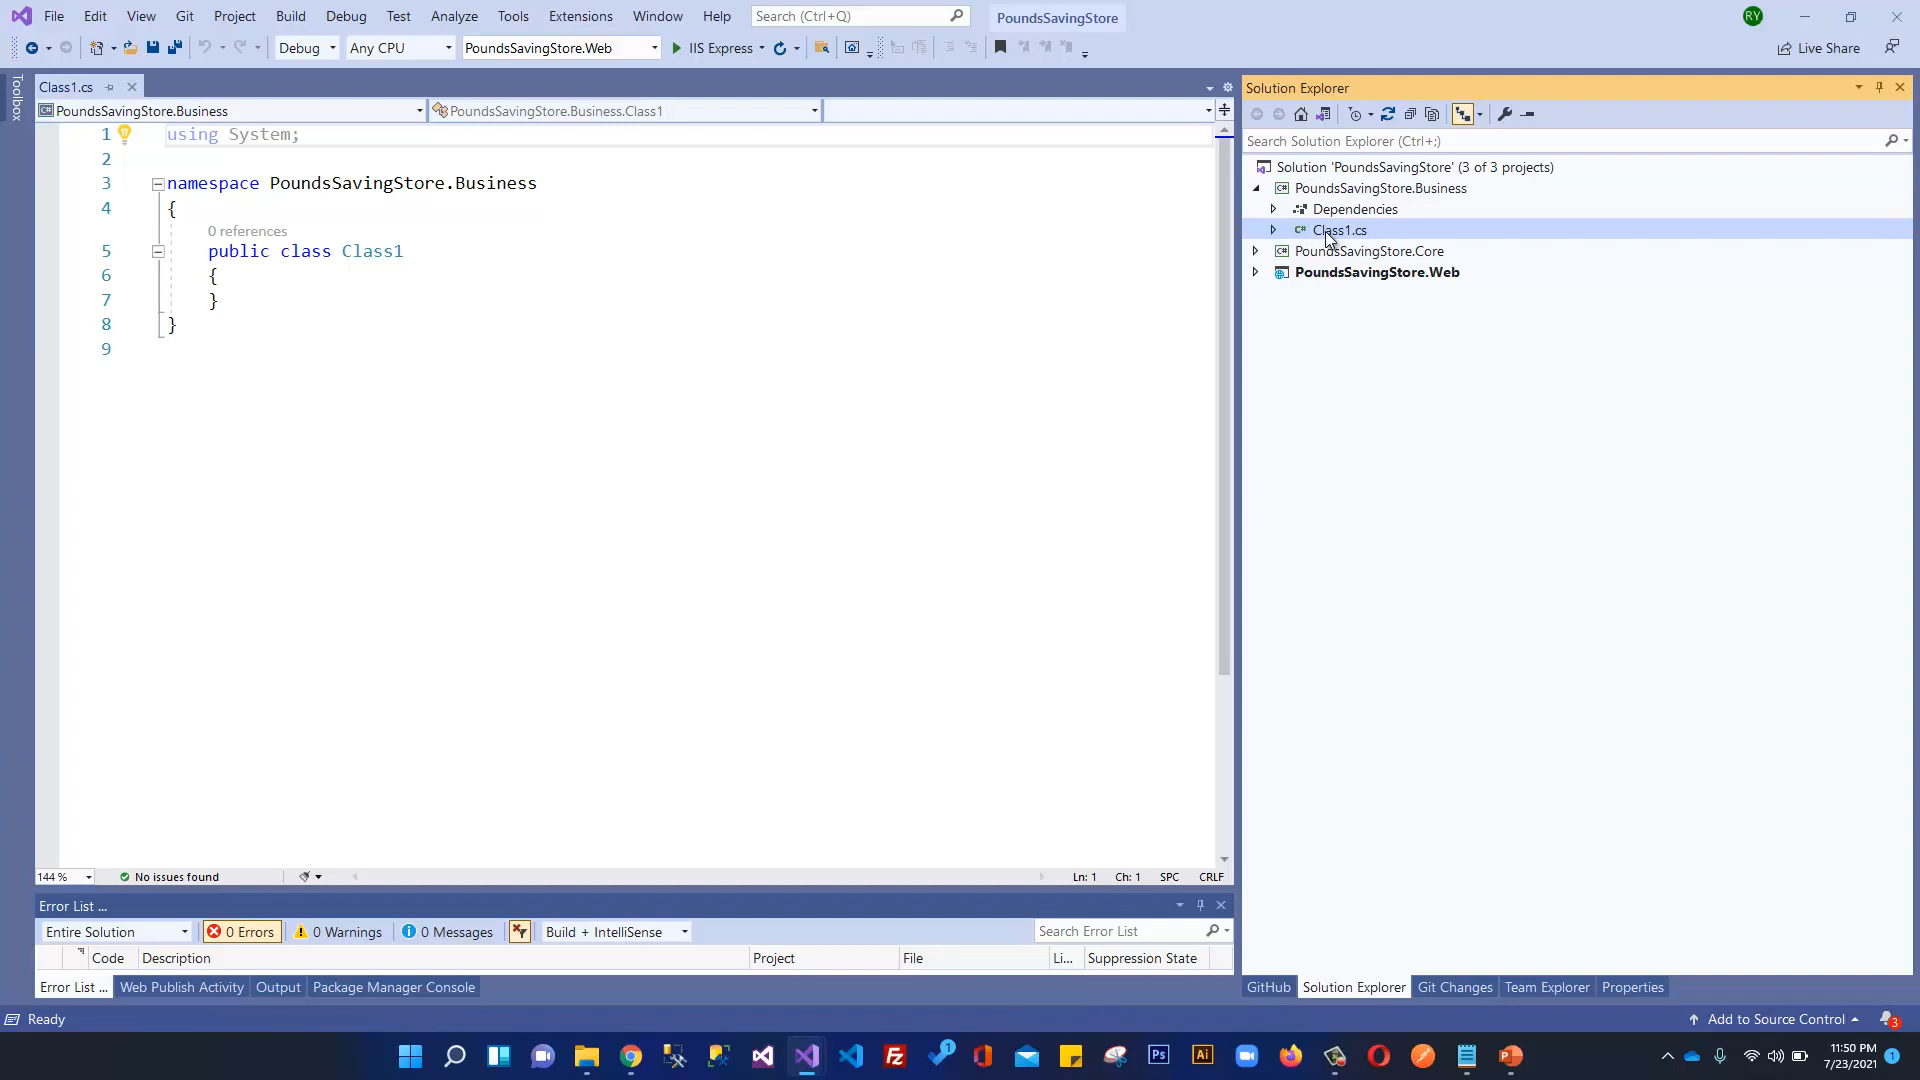 File Edit View Git Project Build Debug Test Analyze Tools Extensions Window Help Search (Ctrl+Q) PoundsSavingStore RY
Debug Any CPU PoundsSavingStore.Web IIS Express Live Share
Toolbox
Class1.cs
PoundsSavingStore.Business PoundsSavingStore.Business.Class1
1 using System;
2
3 namespace PoundsSavingStore.Business
4 {
0 references
5 public class Class1
6 {
7 }
8 }
9
144 % No issues found Ln: 1 Ch: 1 SPC CRLF
Error List ...
Entire Solution 0 Errors 0 Warnings 0 Messages Build + IntelliSense Search Error List
Code Description Project File Li... Suppression State
Error List ... Web Publish Activity Output Package Manager Console
Solution Explorer
Search Solution Explorer (Ctrl+;)
Solution 'PoundsSavingStore' (3 of 3 projects)
PoundsSavingStore.Business
Dependencies
Class1.cs
PoundsSavingStore.Core
PoundsSavingStore.Web
GitHub Solution Explorer Git Changes Team Explorer Properties
Ready Add to Source Control 3
1 Ps Ai 11:50 PM
7/23/2021 1